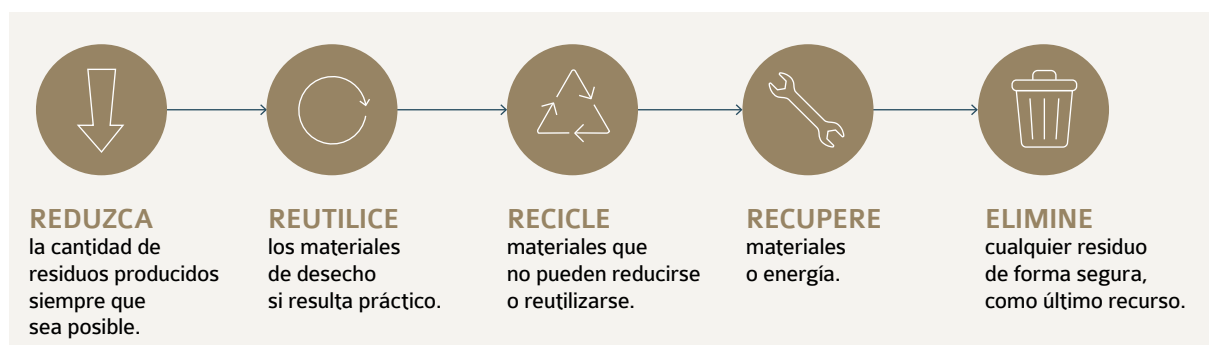 REDUZCA
la cantidad de
residuos producidos
siempre que
sea posible.
REUTILICE
los materiales
de desecho
si resulta práctico.
RECICLE
materiales que
no pueden reducirse
o reutilizarse.
RECUPERE
materiales
o energía.
ELIMINE
cualquier residuo
de forma segura,
como último recurso.